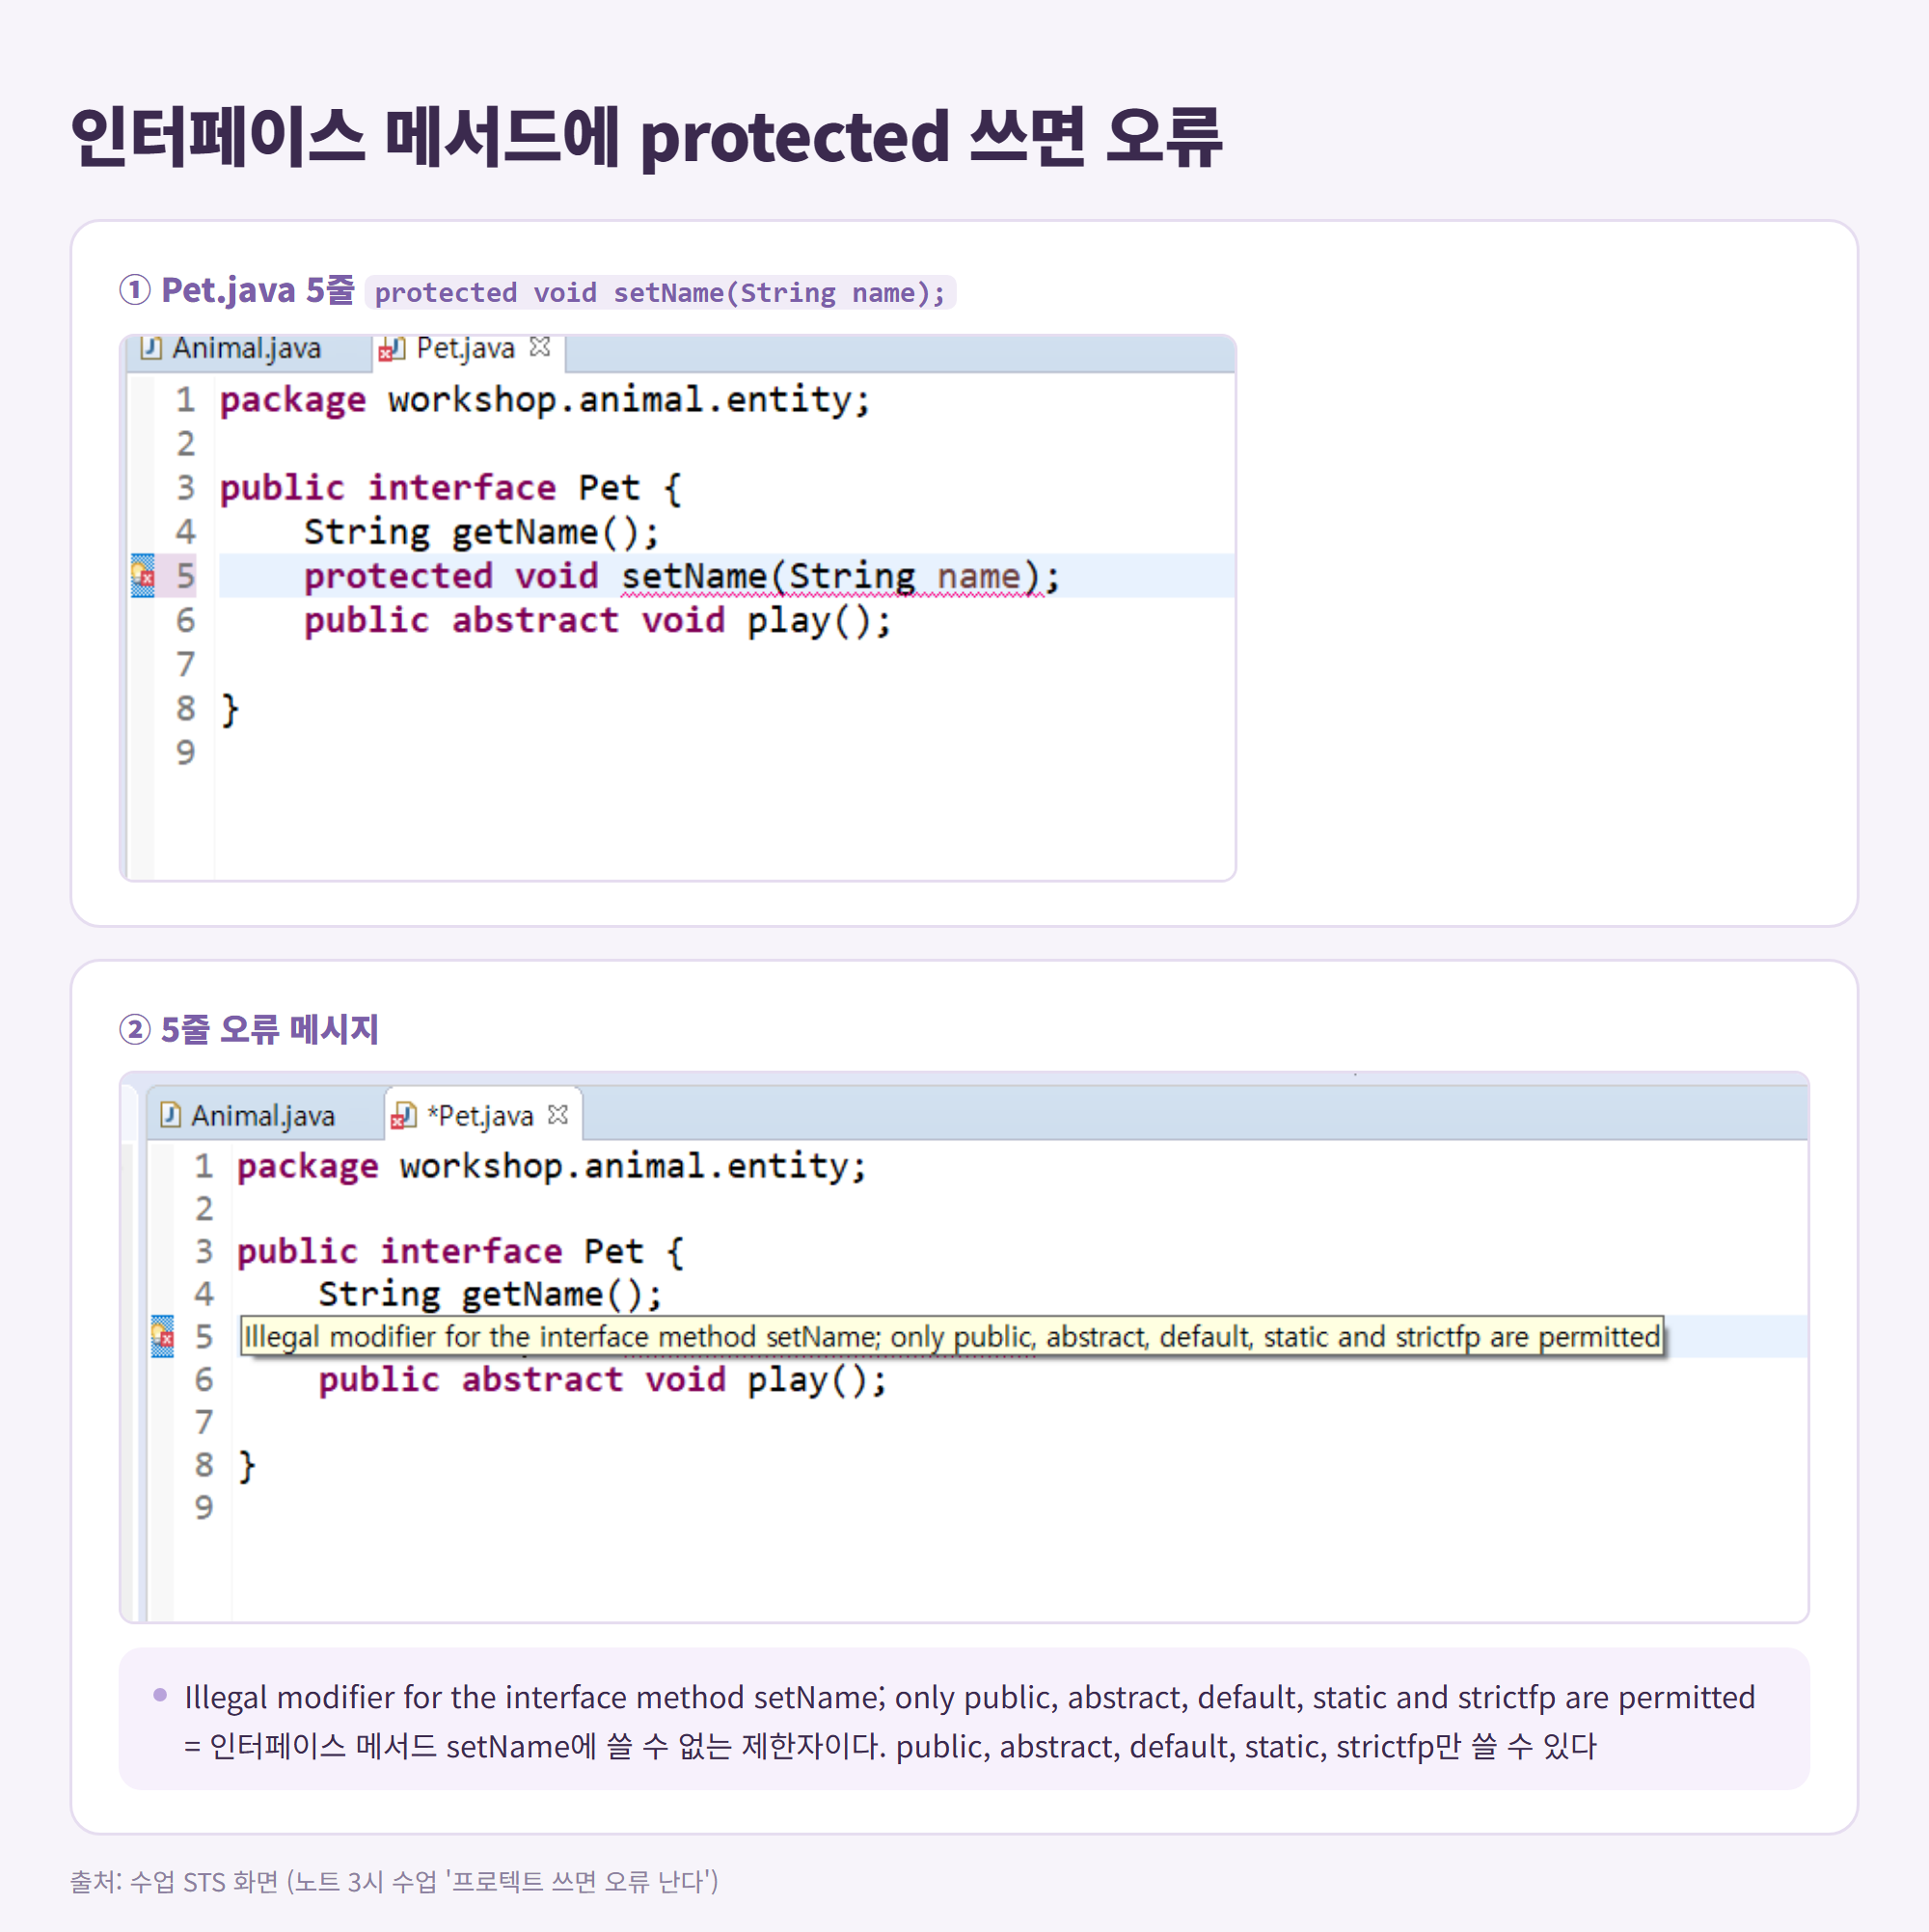 인터페이스 메서드에 protected 쓰면 오류
① Pet.java 5줄 protected void setName(String name);
Animal.java Pet.java
1 package workshop.animal.entity;
2
3 public interface Pet {
4 String getName();
5 protected void setName(String name);
6 public abstract void play();
7
8 }
9
② 5줄 오류 메시지
Animal.java *Pet.java
1 package workshop.animal.entity;
2
3 public interface Pet {
4 String getName();
5 Illegal modifier for the interface method setName; only public, abstract, default, static and strictfp are permitted
6 public abstract void play();
7
8 }
9
Illegal modifier for the interface method setName; only public, abstract, default, static and strictfp are permitted
= 인터페이스 메서드 setName에 쓸 수 없는 제한자이다. public, abstract, default, static, strictfp만 쓸 수 있다
출처: 수업 STS 화면 (노트 3시 수업 '프로텍트 쓰면 오류 난다')